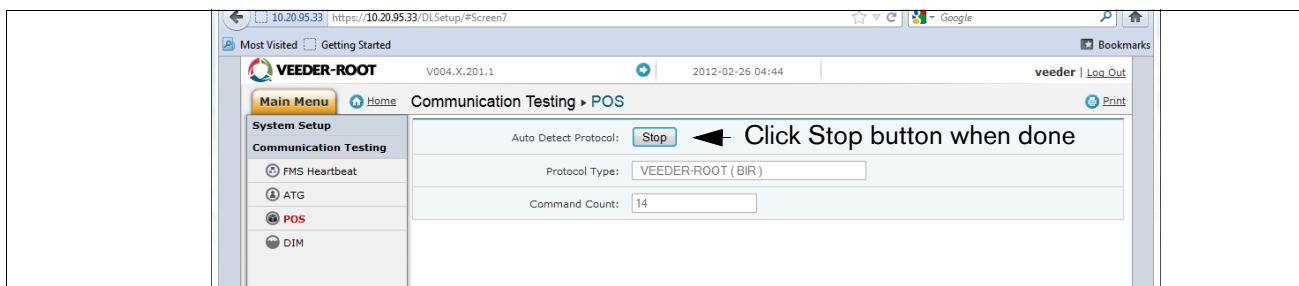 10.20.95.33 https://10.20.95.33/DLSetup/#Screen7 Google
Most Visited Getting Started Bookmarks
VEEDER-ROOT V004.X.201.1 2012-02-26 04:44 veeder | Log Out
Main Menu Home Communication Testing ▸ POS Print
System Setup
Auto Detect Protocol: Stop Click Stop button when done
Communication Testing
FMS Heartbeat
Protocol Type: VEEDER-ROOT ( BIR )
ATG
Command Count: 14
POS
DIM